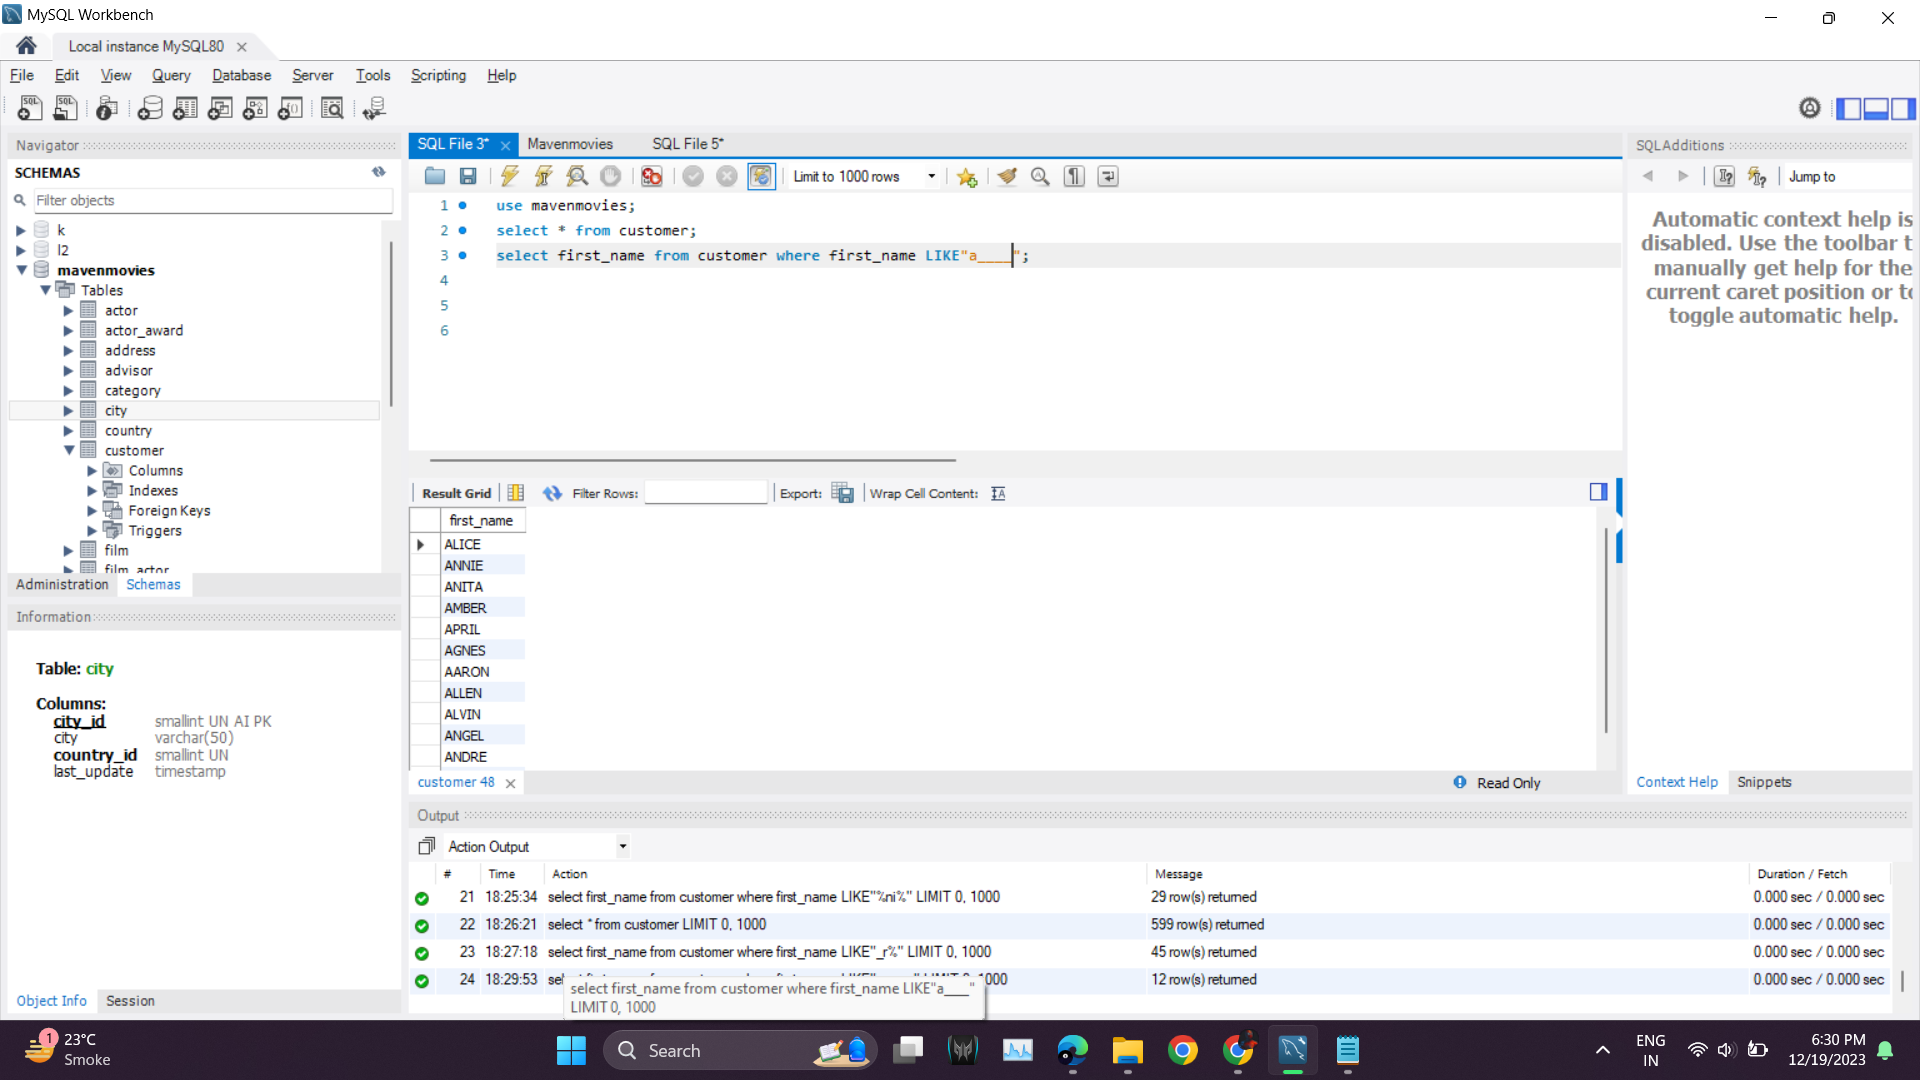 MySQL Workbench
Local instance MySQL80
File Edit View Query Database Server Tools Scripting Help
Navigator
SCHEMAS
Filter objects
k
l2
mavenmovies
Tables
actor
actor_award
address
advisor
category
city
country
customer
Columns
Indexes
Foreign Keys
Triggers
film
film_actor
Administration Schemas
Information
Table: city
Columns:
city_id smallint UN AI PK
city varchar(50)
country_id smallint UN
last_update timestamp
Object Info Session
SQL File 3* Mavenmovies SQL File 5*
Limit to 1000 rows
1 use mavenmovies;
2 select * from customer;
3 select first_name from customer where first_name LIKE"a____";
4
5
6
Result Grid Filter Rows: Export: Wrap Cell Content:
first_name
ALICE
ANNIE
ANITA
AMBER
APRIL
AGNES
AARON
ALLEN
ALVIN
ANGEL
ANDRE
customer 48 Read Only
Output
Action Output
# Time Action Message Duration / Fetch
21 18:25:34 select first_name from customer where first_name LIKE"%ni%" LIMIT 0, 1000 29 row(s) returned 0.000 sec / 0.000 sec
22 18:26:21 select * from customer LIMIT 0, 1000 599 row(s) returned 0.000 sec / 0.000 sec
23 18:27:18 select first_name from customer where first_name LIKE"_r%" LIMIT 0, 1000 45 row(s) returned 0.000 sec / 0.000 sec
24 18:29:53 12 row(s) returned 0.000 sec / 0.000 sec
select first_name from customer where first_name LIKE"a____"
LIMIT 0, 1000
SQLAdditions
Jump to
Automatic context help is
disabled. Use the toolbar t
manually get help for the
current caret position or to
toggle automatic help.
Context Help Snippets
1
23°C
Smoke
Search
ENG
IN
6:30 PM
12/19/2023